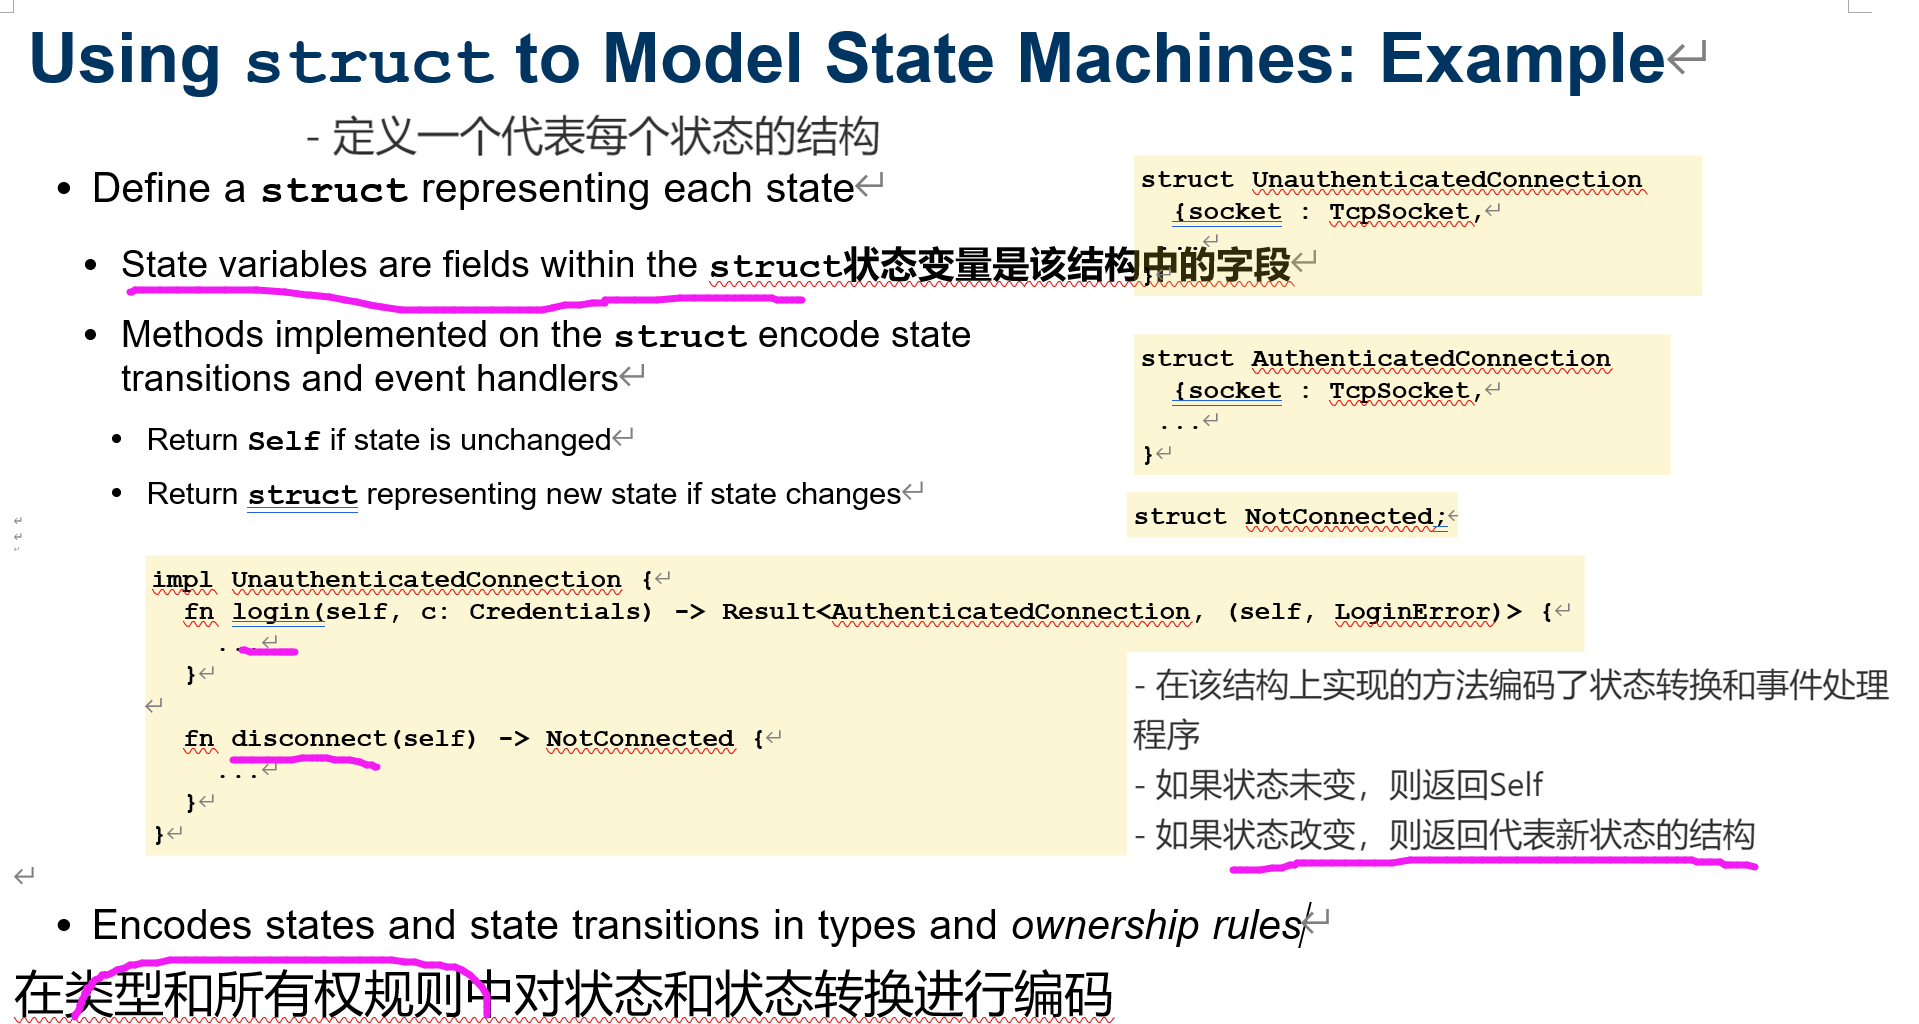 Using struct to Model State Machines: Example
- 定义一个代表每个状态的结构
• Define a struct representing each state
• State variables are fields within the struct状态变量是该结构中的字段
• Methods implemented on the struct encode state
transitions and event handlers
• Return Self if state is unchanged
• Return struct representing new state if state changes
struct UnauthenticatedConnection
{socket : TcpSocket,
...
}
struct AuthenticatedConnection
{socket : TcpSocket,
...
}
struct NotConnected;
impl UnauthenticatedConnection {
fn login(self, c: Credentials) -> Result<AuthenticatedConnection, (self, LoginError)> {
...
}
fn disconnect(self) -> NotConnected {
...
}
}
- 在该结构上实现的方法编码了状态转换和事件处理
程序
- 如果状态未变，则返回Self
- 如果状态改变，则返回代表新状态的结构
• Encodes states and state transitions in types and ownership rules
在类型和所有权规则中对状态和状态转换进行编码